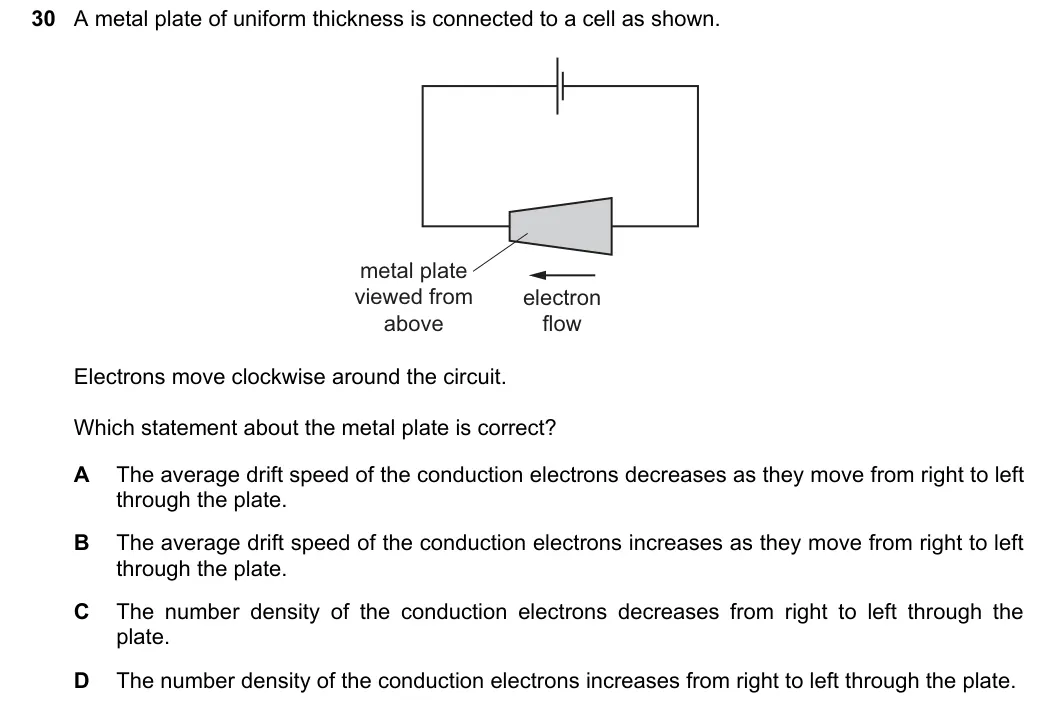 30 A metal plate of uniform thickness is connected to a cell as shown.
metal plate
viewed from
above
electron
flow
Electrons move clockwise around the circuit.
Which statement about the metal plate is correct?
A The average drift speed of the conduction electrons decreases as they move from right to left
through the plate.
B The average drift speed of the conduction electrons increases as they move from right to left
through the plate.
C The number density of the conduction electrons decreases from right to left through the
plate.
D The number density of the conduction electrons increases from right to left through the plate.